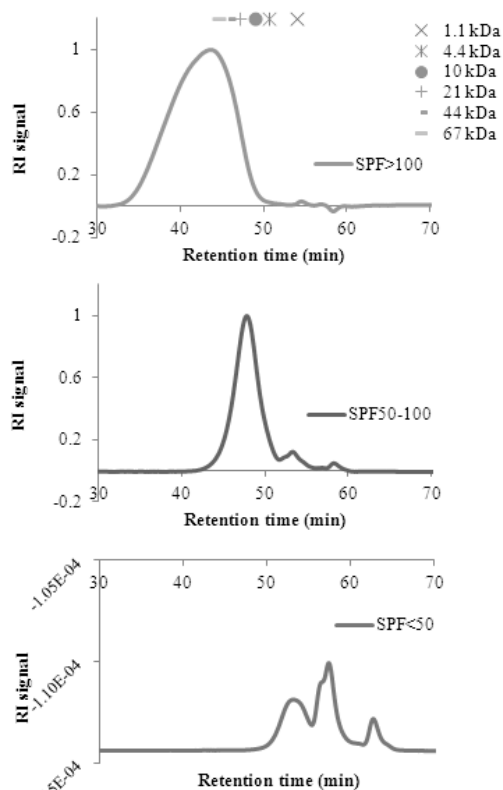 1.1 kDa
4.4 kDa
10 kDa
21 kDa
44 kDa
67 kDa
RI signal
1
0.6
0.2
-0.2
SPF>100
30 40 50 60 70
Retention time (min)
RI signal
1
0.6
0.2
-0.2
SPF50-100
30 40 50 60 70
Retention time (min)
RI signal
-1.05E-04
30 40 50 60 70
SPF<50
-1.10E-04
5E-04
Retention time (min)